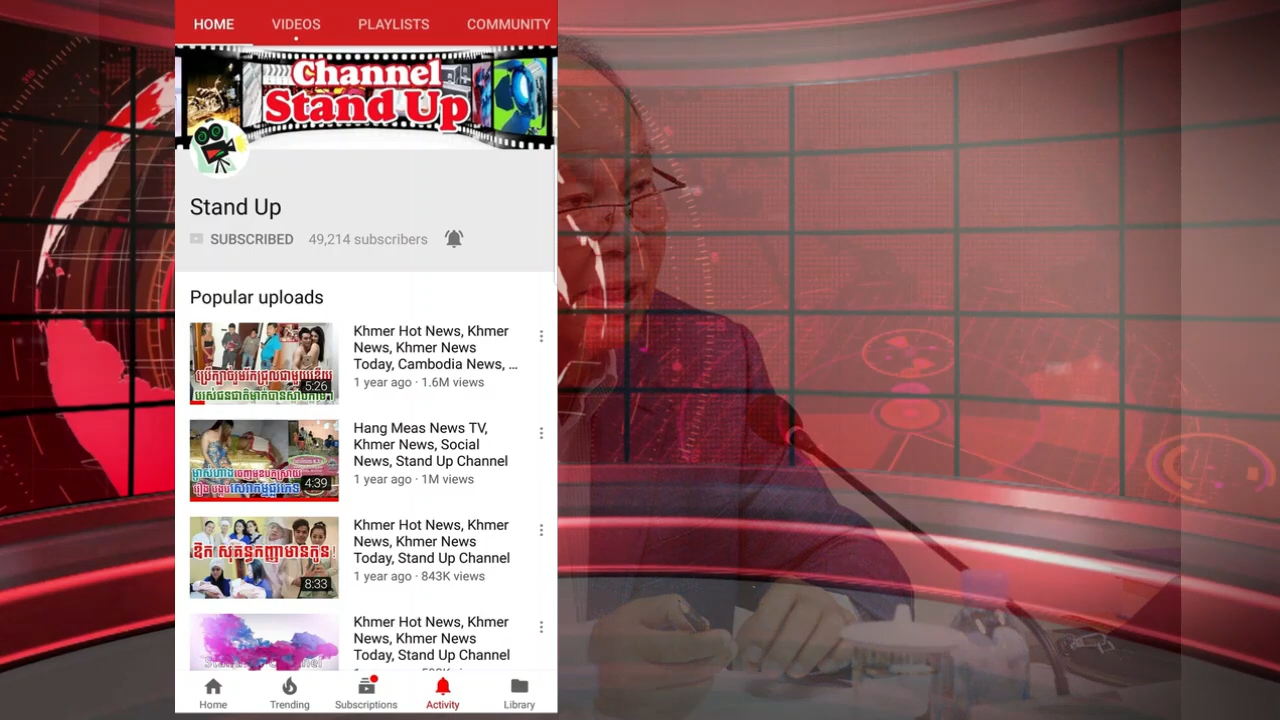 HOME VIDEOS PLAYLISTS COMMUNITY
Channel
Stand Up
Stand Up
SUBSCRIBED 49,214 subscribers
Popular uploads
Khmer Hot News, Khmer
News, Khmer News
Today, Cambodia News, ...
1 year ago · 1.6M views
5:26
Hang Meas News TV,
Khmer News, Social
News, Stand Up Channel
1 year ago · 1M views
4:39
Khmer Hot News, Khmer
News, Khmer News
Today, Stand Up Channel
1 year ago · 843K views
8:33
Khmer Hot News, Khmer
News, Khmer News
Today, Stand Up Channel
Home Trending Subscriptions Activity Library